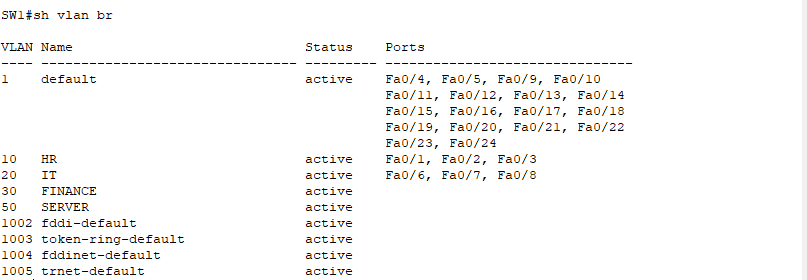 SW1#sh vlan br
VLAN Name Status Ports
---- -------------------------------- --------- -------------------------------
1 default active Fa0/4, Fa0/5, Fa0/9, Fa0/10
Fa0/11, Fa0/12, Fa0/13, Fa0/14
Fa0/15, Fa0/16, Fa0/17, Fa0/18
Fa0/19, Fa0/20, Fa0/21, Fa0/22
Fa0/23, Fa0/24
10 HR active Fa0/1, Fa0/2, Fa0/3
20 IT active Fa0/6, Fa0/7, Fa0/8
30 FINANCE active
50 SERVER active
1002 fddi-default active
1003 token-ring-default active
1004 fddinet-default active
1005 trnet-default active